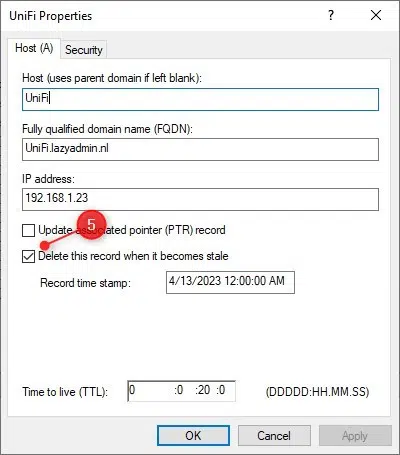 UniFi Properties
? ×
Host (A) Security
Host (uses parent domain if left blank):
UniFi
Fully qualified domain name (FQDN):
UniFi.lazyadmin.nl
IP address:
192.168.1.23
5
Update associated pointer (PTR) record
Delete this record when it becomes stale
Record time stamp: 4/13/2023 12:00:00 AM
Time to live (TTL): 0 :0 :20 :0 (DDDDD:HH.MM.SS)
OK Cancel Apply